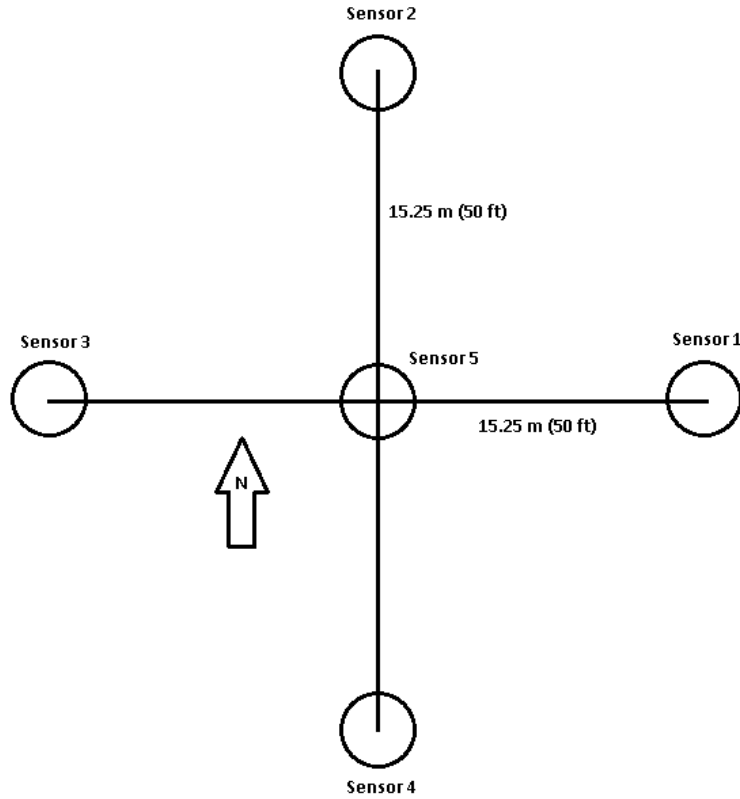 Sensor 2
15.25 m (50 ft)
Sensor 3
Sensor 5
Sensor 1
15.25 m (50 ft)
N
Sensor 4